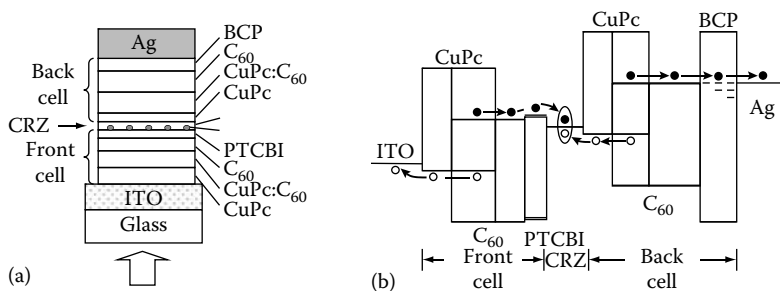 Ag
Back
cell
CRZ
Front
cell
ITO
Glass
BCP
C60
CuPc:C60
CuPc
PTCBI
C60
CuPc:C60
CuPc
(a)
CuPc
BCP
CuPc
ITO
Ag
C60
C60
PTCBI
Front
cell
CRZ
Back
cell
(b)